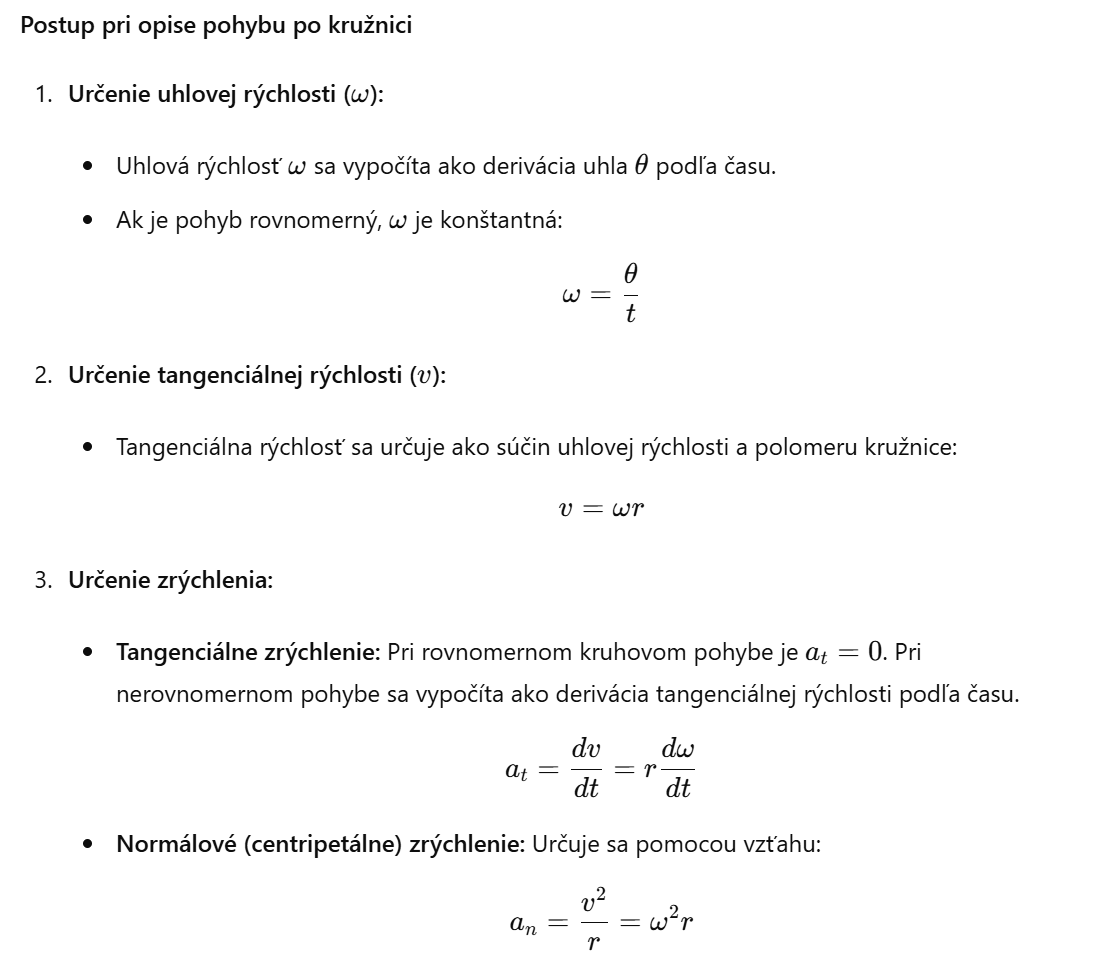 Postup pri opise pohybu po kružnici
1. Určenie uhlovej rýchlosti (ω):
• Uhlová rýchlosť ω sa vypočíta ako derivácia uhla θ podľa času.
• Ak je pohyb rovnomerný, ω je konštantná:
ω = θ/t
2. Určenie tangenciálnej rýchlosti (v):
• Tangenciálna rýchlosť sa určuje ako súčin uhlovej rýchlosti a polomeru kružnice:
v = ωr
3. Určenie zrýchlenia:
• Tangenciálne zrýchlenie: Pri rovnomernom kruhovom pohybe je aₜ = 0. Pri
nerovnomernom pohybe sa vypočíta ako derivácia tangenciálnej rýchlosti podľa času.
aₜ = dv/dt = r dω/dt
• Normálové (centripetálne) zrýchlenie: Určuje sa pomocou vzťahu:
aₙ = v²/r = ω²r